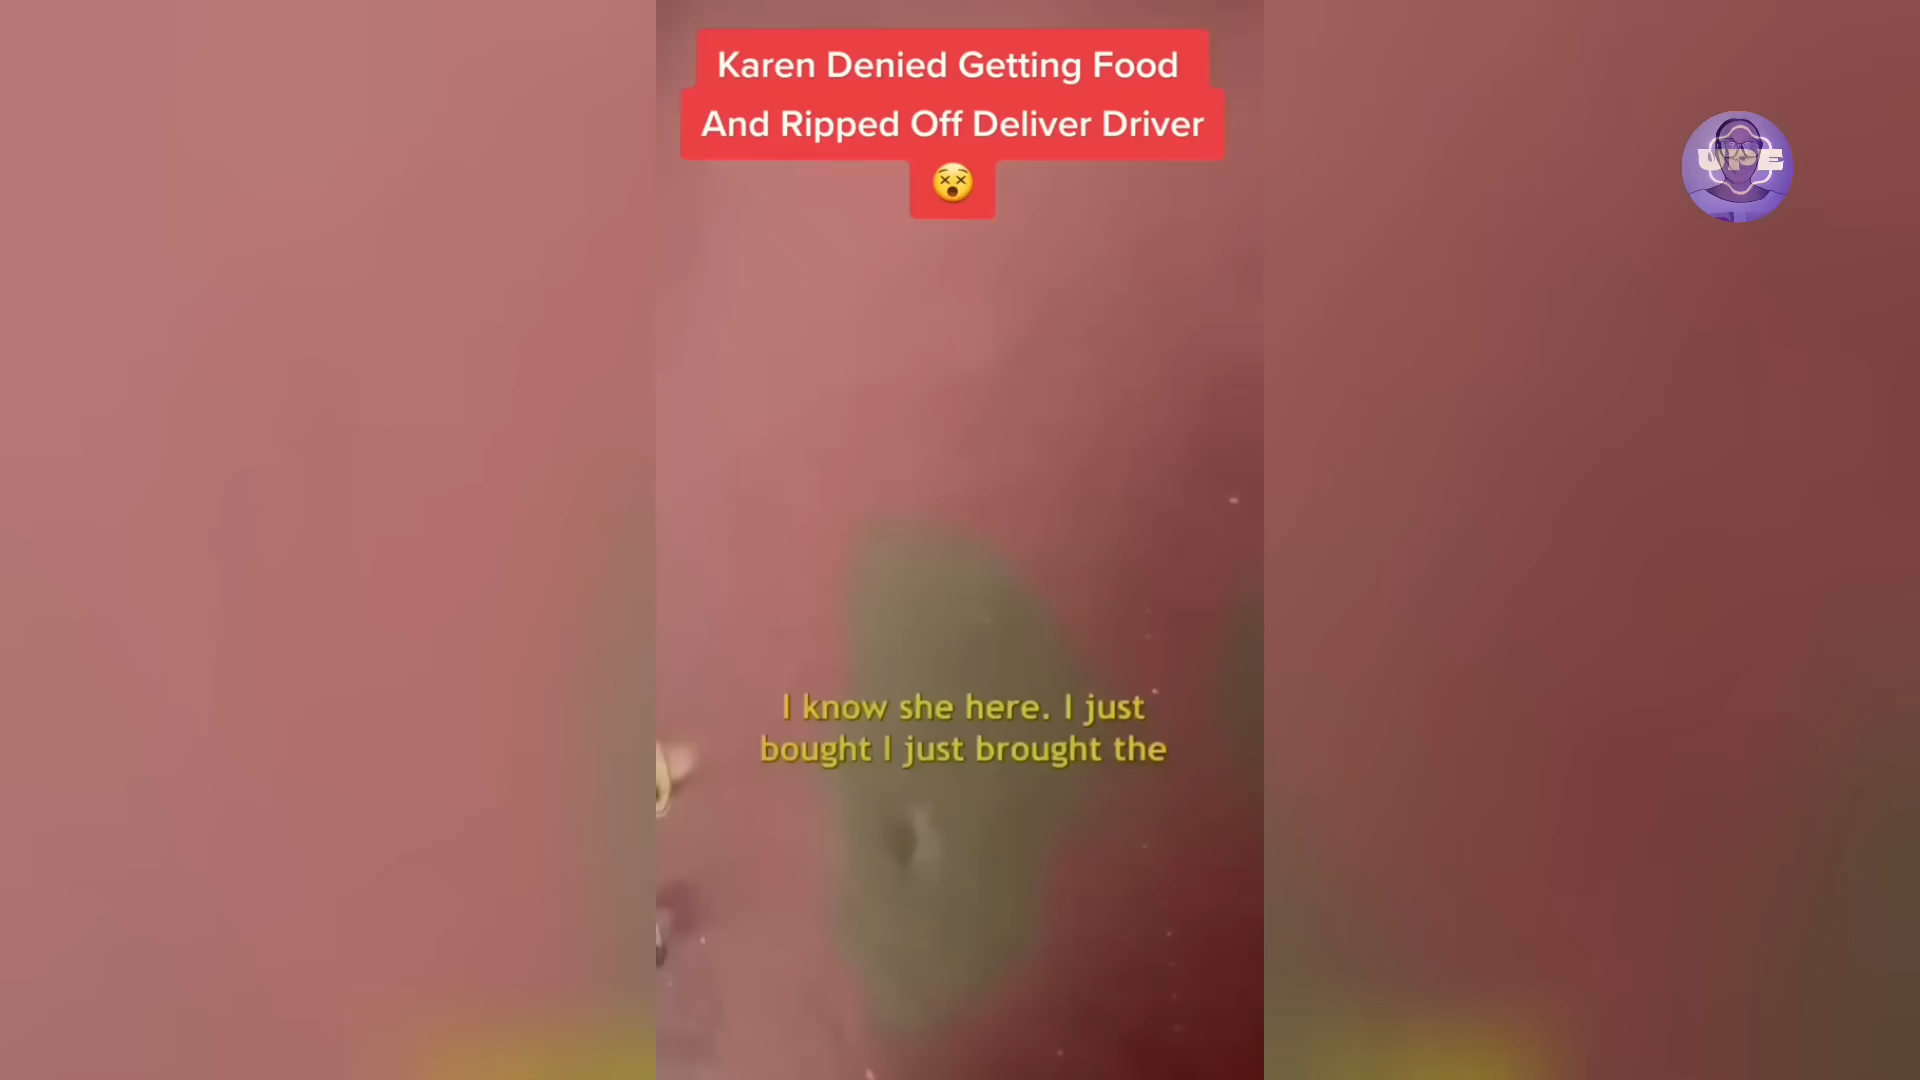 Karen Denied Getting Food
And Ripped Off Deliver Driver
😵
I know she here. I just
bought I just brought the